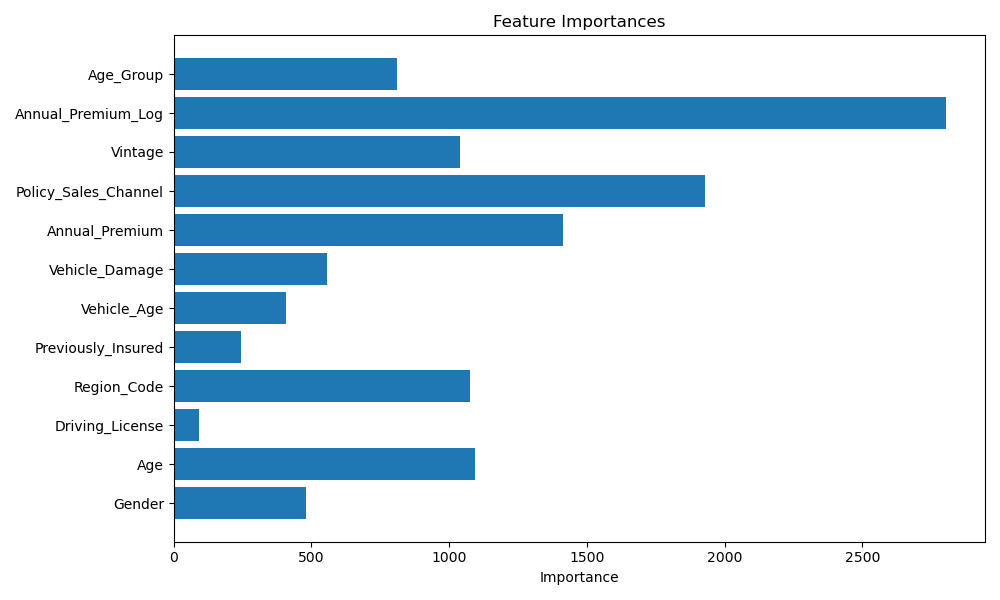 Feature Importances
Age_Group
Annual_Premium_Log
Vintage
Policy_Sales_Channel
Annual_Premium
Vehicle_Damage
Vehicle_Age
Previously_Insured
Region_Code
Driving_License
Age
Gender
0 500 1000 1500 2000 2500
Importance